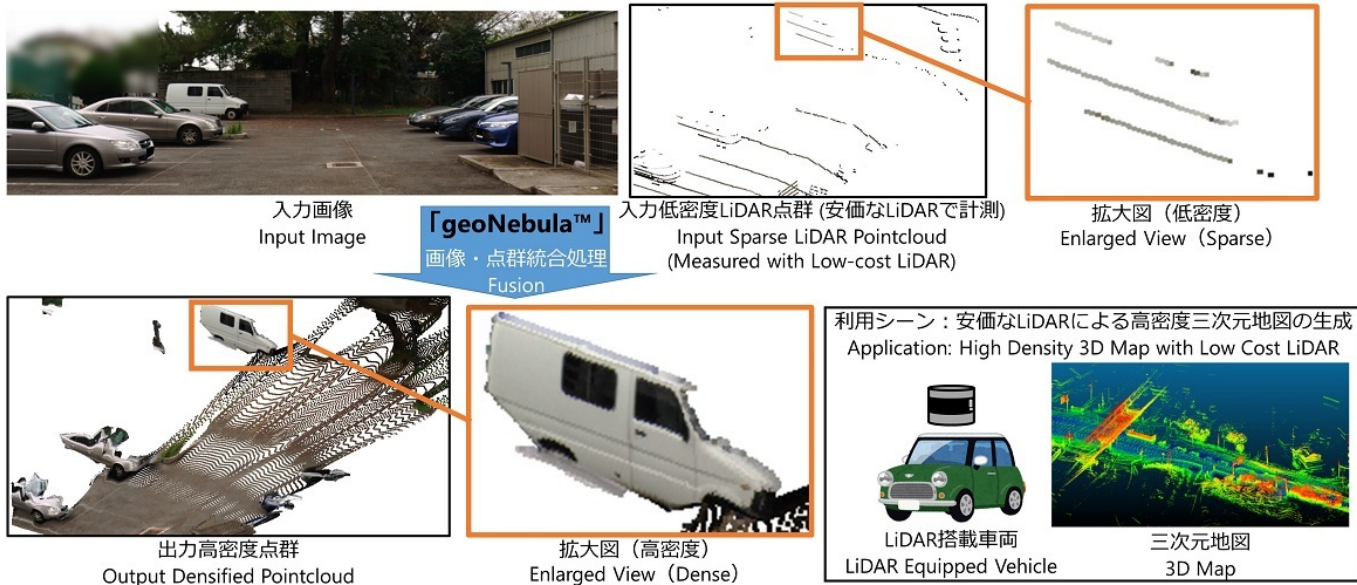 入力画像
Input Image
「geoNebula™」
画像・点群統合処理
Fusion
入力低密度LiDAR点群 (安価なLiDARで計測)
Input Sparse LiDAR Pointcloud
(Measured with Low-cost LiDAR)
拡大図（低密度）
Enlarged View（Sparse）
出力高密度点群
Output Densified Pointcloud
拡大図（高密度）
Enlarged View（Dense）
利用シーン：安価なLiDARによる高密度三次元地図の生成
Application: High Density 3D Map with Low Cost LiDAR
LiDAR搭載車両
LiDAR Equipped Vehicle
三次元地図
3D Map